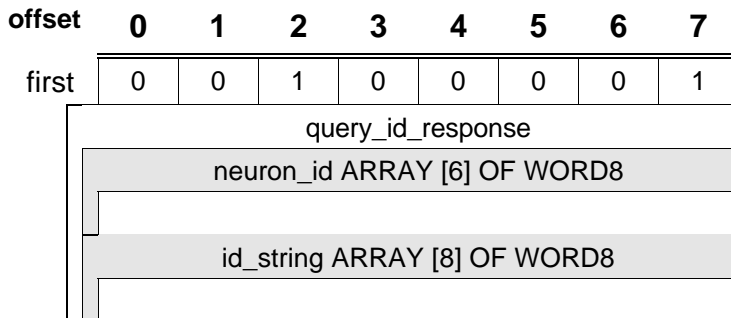 offset 0 1 2 3 4 5 6 7
first 0 0 1 0 0 0 0 1
query_id_response
neuron_id ARRAY [6] OF WORD8
id_string ARRAY [8] OF WORD8